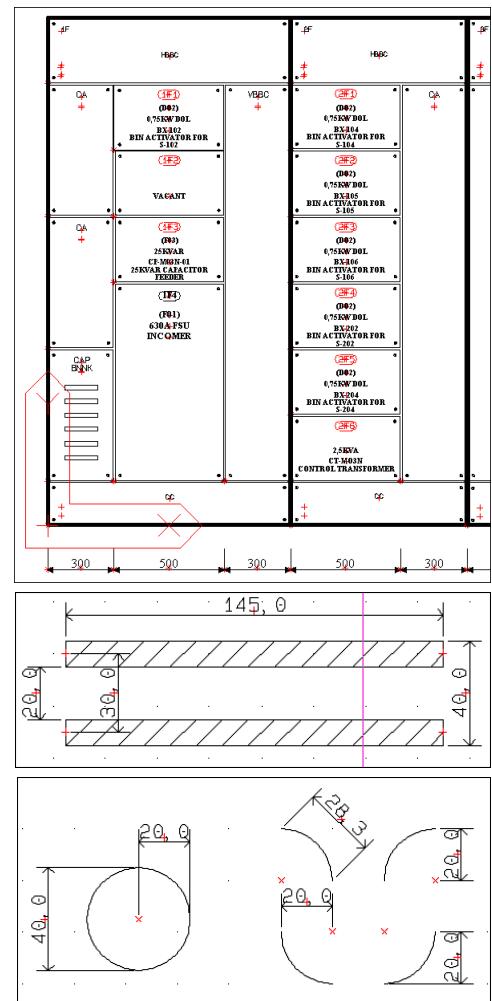 1F
2F
3F
HBBC
HBBC
CA
VBBC
CA
(1F1)
(D02)
0,75KW DOL
BX-102
BIN ACTIVATOR FOR
S-102
(1F2)
VACANT
CA
(1F3)
(F03)
25KVAR
CF-M03N-01
25KVAR CAPACITOR
FEEDER
(1F4)
(F01)
630A FSU
INCOMER
CAP
BNNK
(2F1)
(D02)
0,75KW DOL
BX-104
BIN ACTIVATOR FOR
S-104
(2F2)
(D02)
0,75KW DOL
BX-105
BIN ACTIVATOR FOR
S-105
(2F3)
(D02)
0,75KW DOL
BX-106
BIN ACTIVATOR FOR
S-106
(2F4)
(D02)
0,75KW DOL
BX-202
BIN ACTIVATOR FOR
S-202
(2F5)
(D02)
0,75KW DOL
BX-204
BIN ACTIVATOR FOR
S-204
(2F6)
2,5KVA
CT-M03N
CONTROL TRANSFORMER
CC
CC
300
500
300
500
300
145,0
20,0
30,0
40,0
20,0
40,0
28,3
20,0
20,0
20,0